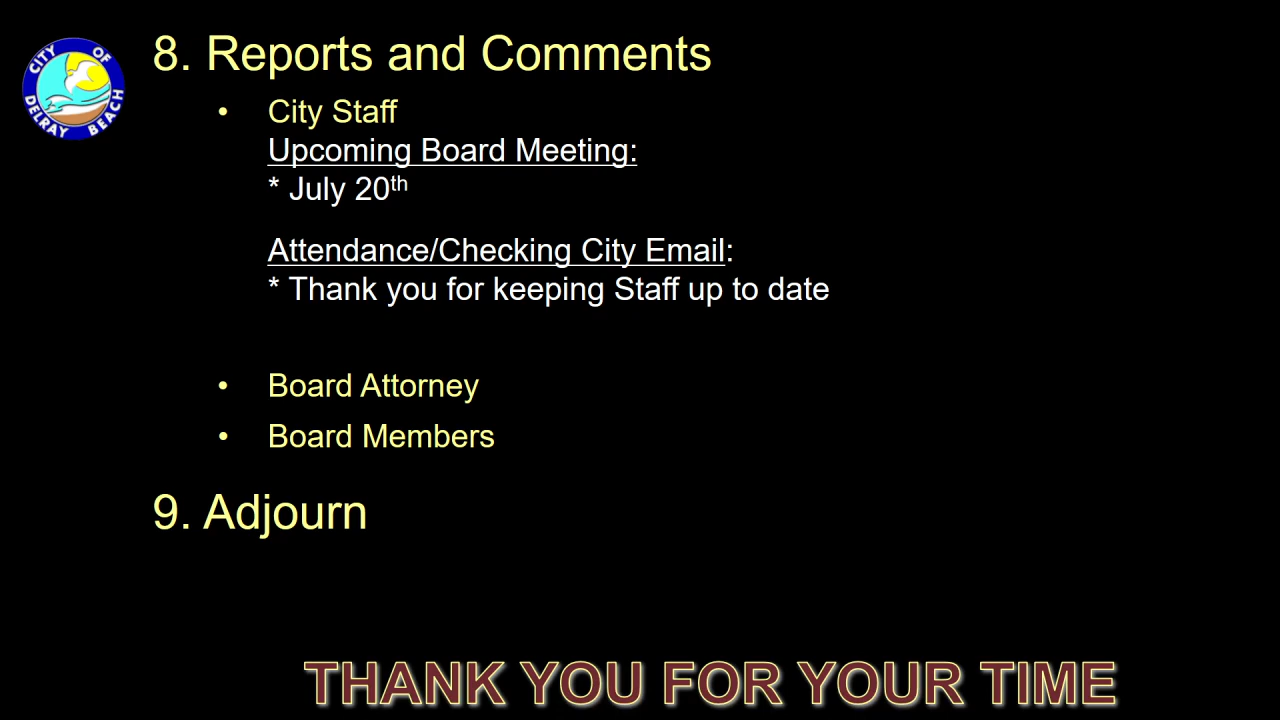 CITY OF
DELRAY BEACH
8. Reports and Comments
• City Staff
Upcoming Board Meeting:
* July 20th
Attendance/Checking City Email:
* Thank you for keeping Staff up to date
• Board Attorney
• Board Members
9. Adjourn
THANK YOU FOR YOUR TIME